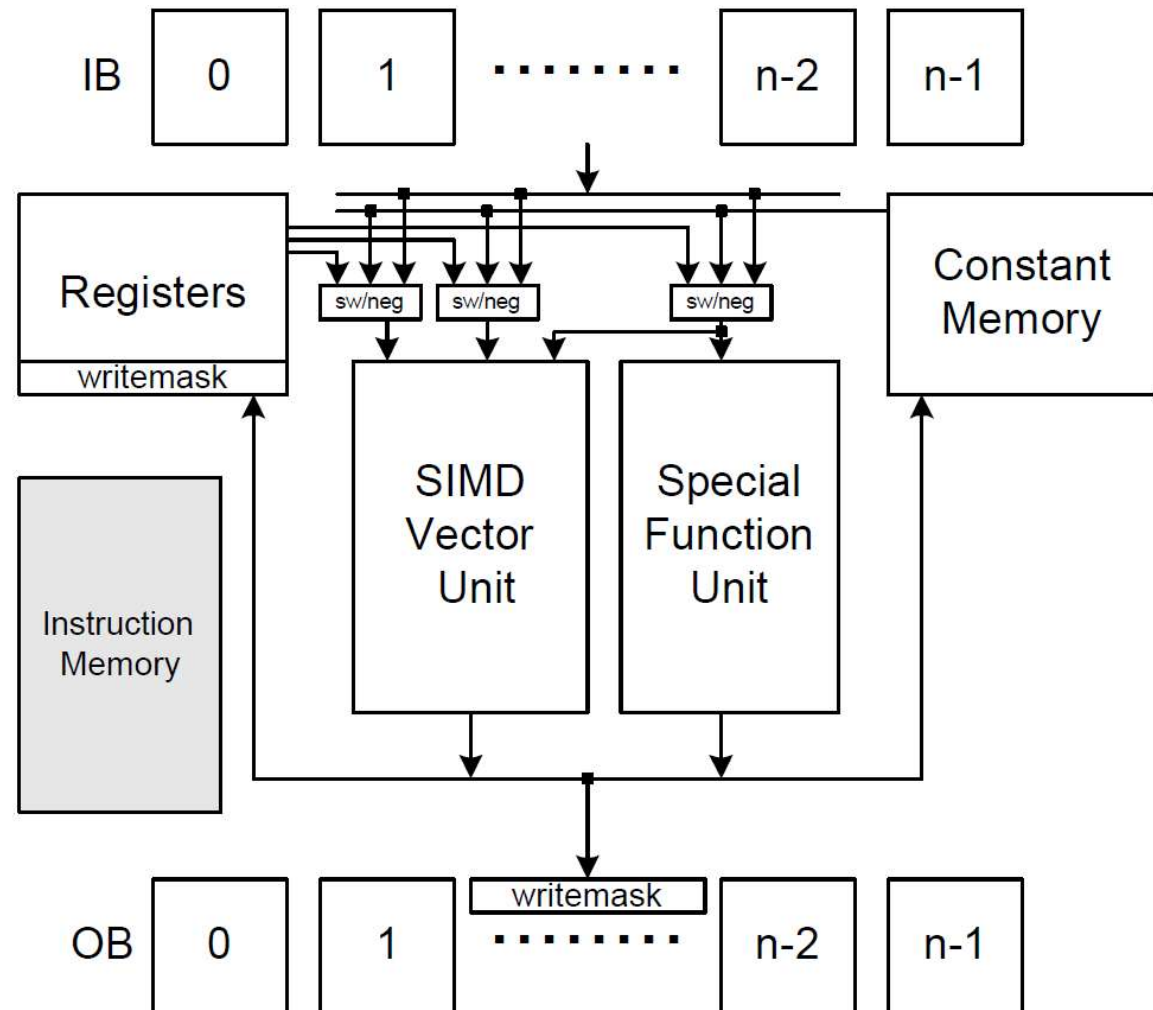 IB 0 1 ........ n-2 n-1
Registers
writemask
sw/neg sw/neg sw/neg
Constant
Memory
SIMD
Vector
Unit
Special
Function
Unit
Instruction
Memory
writemask
OB 0 1 ........ n-2 n-1